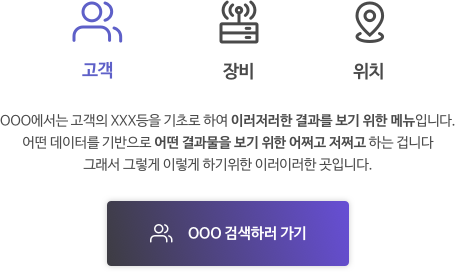 고객 장비 위치
OOO에서는 고객의 XXX등을 기초로 하여 이러저러한 결과를 보기 위한 메뉴입니다.
어떤 데이터를 기반으로 어떤 결과물을 보기 위한 어쩌고 저쩌고 하는 겁니다
그래서 그렇게 이렇게 하기위한 이러이러한 곳입니다.
OOO 검색하러 가기